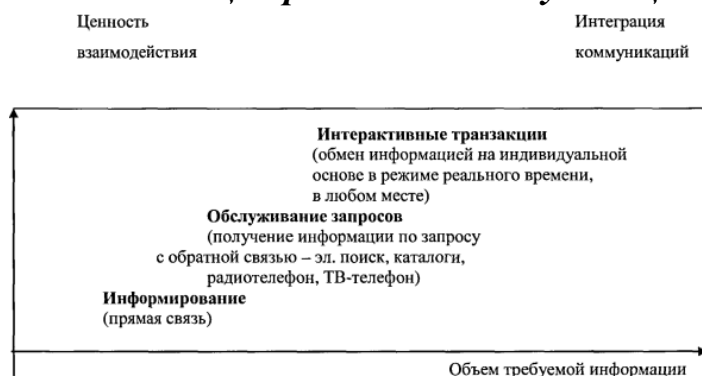 Ценность
Интеграция
взаимодействия
коммуникаций
Интерактивные транзакции
(обмен информацией на индивидуальной
основе в режиме реального времени,
в любом месте)
Обслуживание запросов
(получение информации по запросу
с обратной связью – эл. поиск, каталоги,
радиотелефон, ТВ-телефон)
Информирование
(прямая связь)
Объем требуемой информации